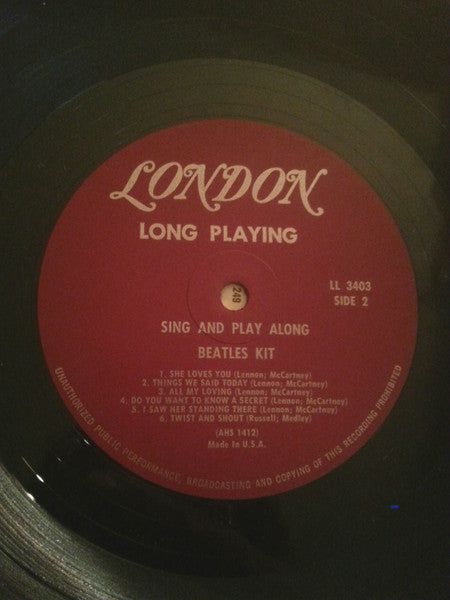 LONDON
LONG PLAYING
LL 3403
SIDE 2
249
SING AND PLAY ALONG
BEATLES KIT
1. SHE LOVES YOU (Lennon; McCartney)
2. THINGS WE SAID TODAY (Lennon; McCartney)
3. ALL MY LOVING (Lennon; McCartney)
4. DO YOU WANT TO KNOW A SECRET (Lennon; McCartney)
5. I SAW HER STANDING THERE (Lennon; McCartney)
6. TWIST AND SHOUT (Russell; Medley)
(AHS 1412)
Made in U.S.A.
UNAUTHORIZED PUBLIC PERFORMANCE, BROADCASTING AND COPYING OF THIS RECORDING PROHIBITED